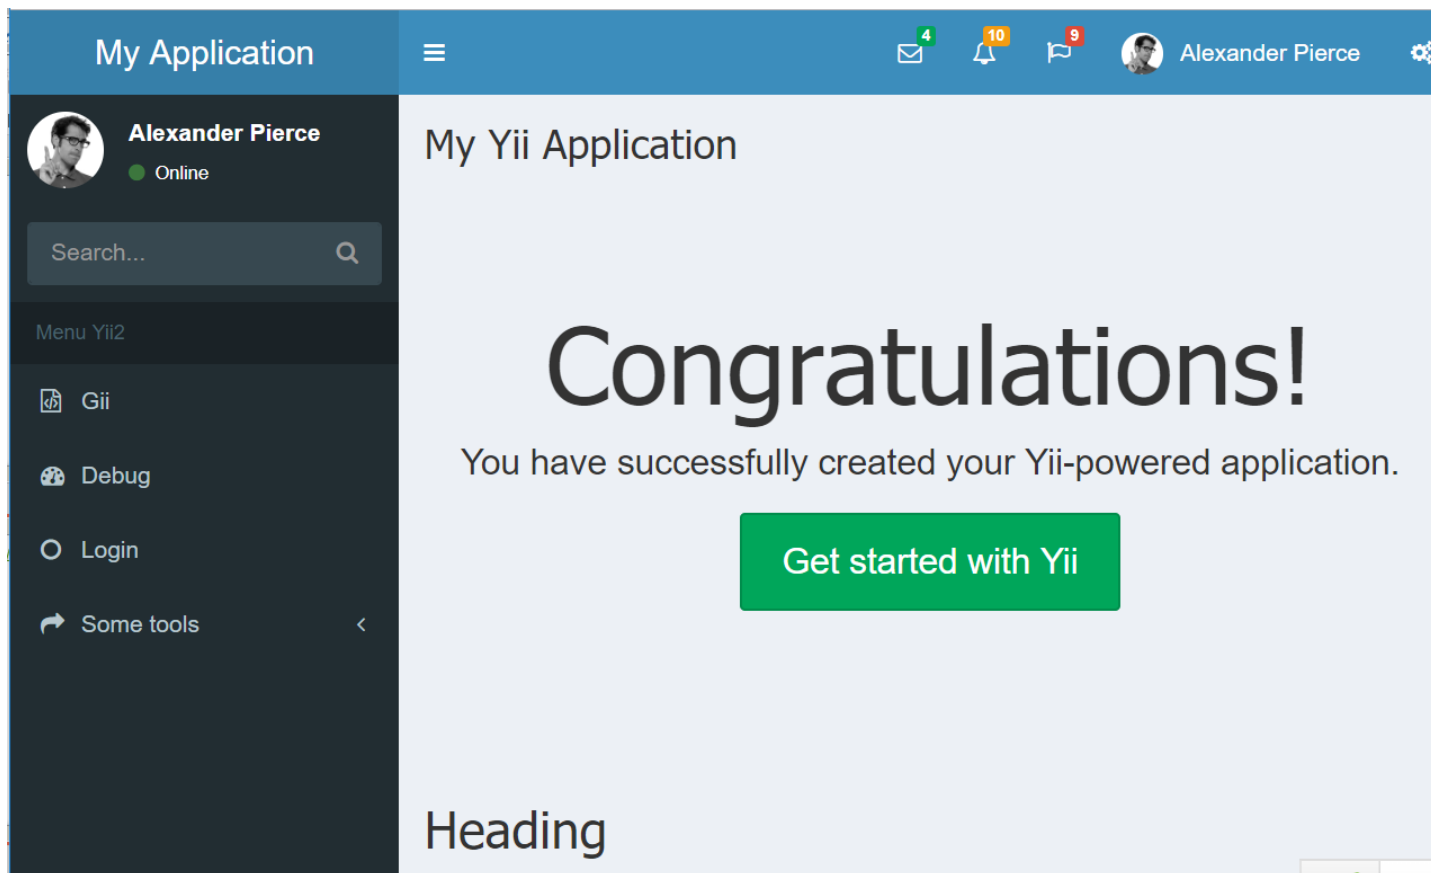 My Application
4
10
9
Alexander Pierce
Alexander Pierce
Online
Search...
Menu Yii2
Gii
Debug
Login
Some tools
My Yii Application
Congratulations!
You have successfully created your Yii-powered application.
Get started with Yii
Heading